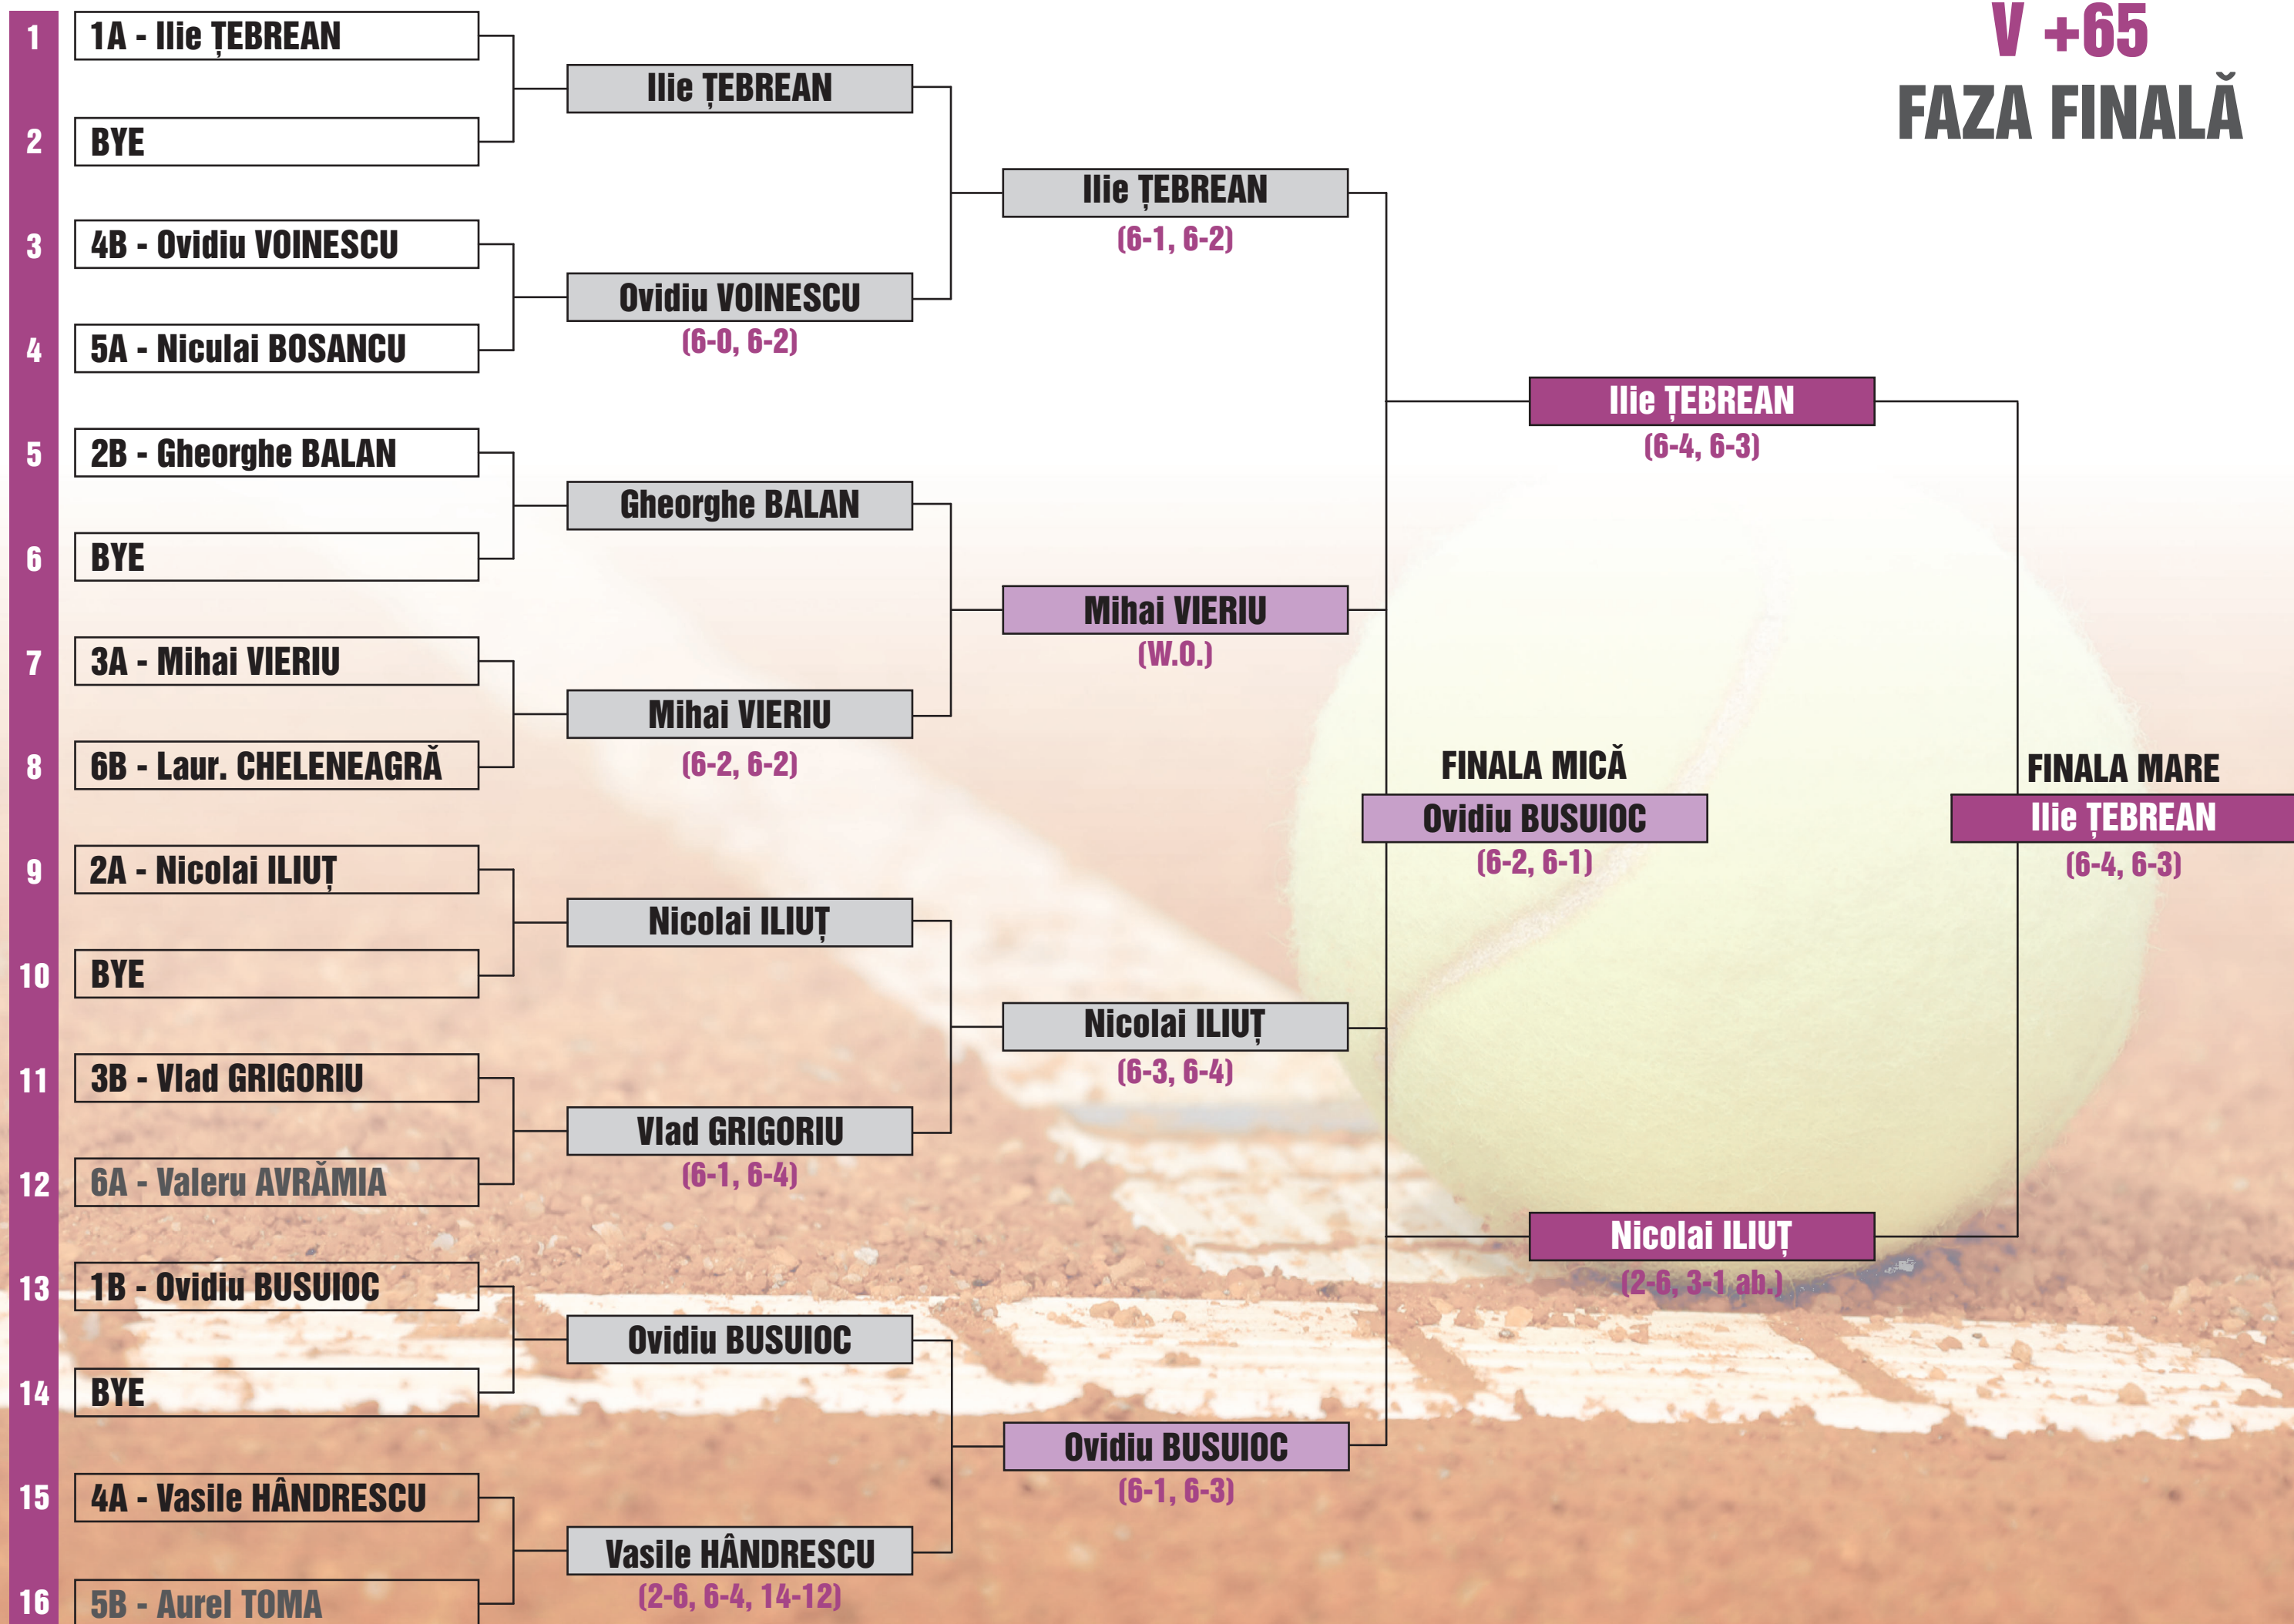 V +65
FAZA FINALĂ
1
1A - Ilie ȚEBREAN
2
BYE
3
4B - Ovidiu VOINESCU
4
5A - Niculai BOSANCU
5
2B - Gheorghe BALAN
6
BYE
7
3A - Mihai VIERIU
8
6B - Laur. CHELENEAGRĂ
9
2A - Nicolai ILIUȚ
10
BYE
11
3B - Vlad GRIGORIU
12
6A - Valeru AVRĂMIA
13
1B - Ovidiu BUSUIOC
14
BYE
15
4A - Vasile HÂNDRESCU
16
5B - Aurel TOMA
Ilie ȚEBREAN
Ovidiu VOINESCU
(6-0, 6-2)
Gheorghe BALAN
Mihai VIERIU
(6-2, 6-2)
Nicolai ILIUȚ
Vlad GRIGORIU
(6-1, 6-4)
Ovidiu BUSUIOC
Vasile HÂNDRESCU
(2-6, 6-4, 14-12)
Ilie ȚEBREAN
(6-1, 6-2)
Mihai VIERIU
(W.O.)
Nicolai ILIUȚ
(6-3, 6-4)
Ovidiu BUSUIOC
(6-1, 6-3)
Ilie ȚEBREAN
(6-4, 6-3)
FINALA MICĂ
Ovidiu BUSUIOC
(6-2, 6-1)
Nicolai ILIUȚ
(2-6, 3-1 ab.)
FINALA MARE
Ilie ȚEBREAN
(6-4, 6-3)